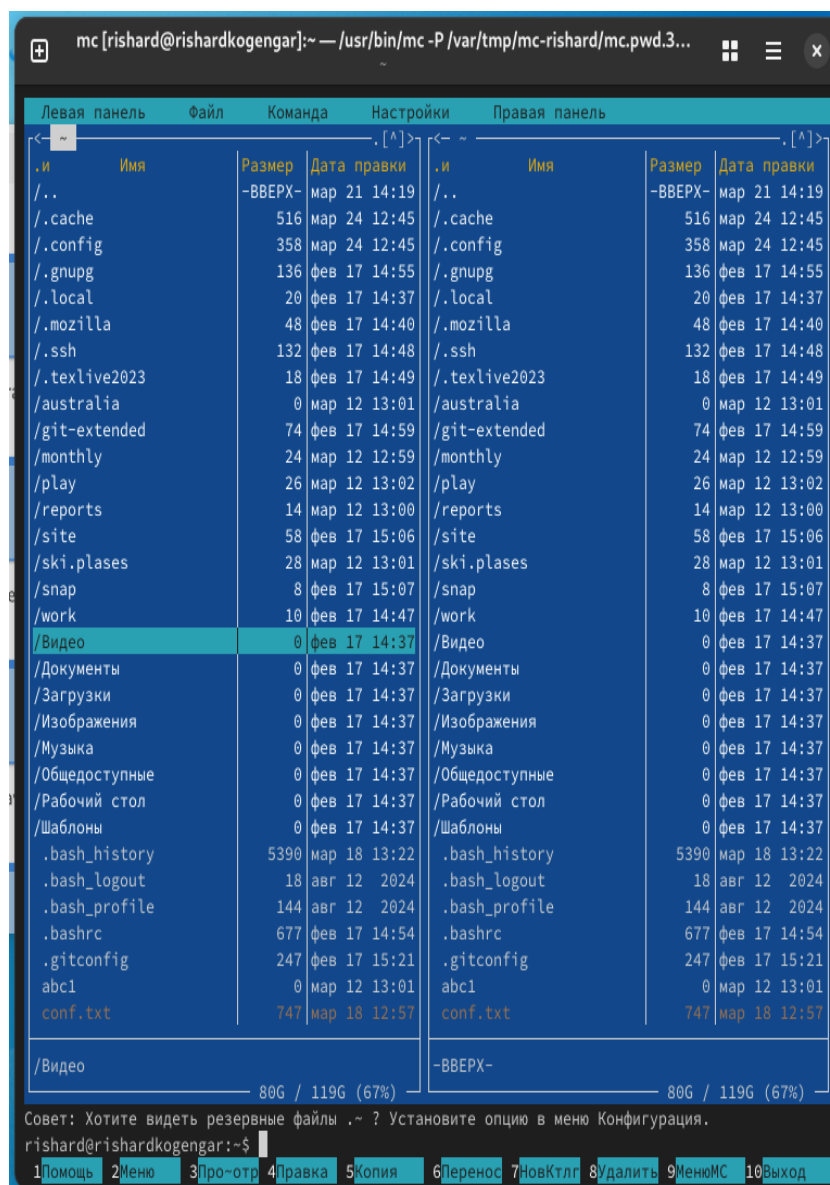 mc [rishard@rishardkogengar]:~ — /usr/bin/mc -P /var/tmp/mc-rishard/mc.pwd.3...
~
Левая панель Файл Команда Настройки Правая панель
<− ~ .[^]> <− ~ .[^]>
.и Имя Размер Дата правки .и Имя Размер Дата правки
/.. -ВВЕРХ- мар 21 14:19 /.. -ВВЕРХ- мар 21 14:19
/.cache 516 мар 24 12:45 /.cache 516 мар 24 12:45
/.config 358 мар 24 12:45 /.config 358 мар 24 12:45
/.gnupg 136 фев 17 14:55 /.gnupg 136 фев 17 14:55
/.local 20 фев 17 14:37 /.local 20 фев 17 14:37
/.mozilla 48 фев 17 14:40 /.mozilla 48 фев 17 14:40
/.ssh 132 фев 17 14:48 /.ssh 132 фев 17 14:48
/.texlive2023 18 фев 17 14:49 /.texlive2023 18 фев 17 14:49
/australia 0 мар 12 13:01 /australia 0 мар 12 13:01
/git-extended 74 фев 17 14:59 /git-extended 74 фев 17 14:59
/monthly 24 мар 12 12:59 /monthly 24 мар 12 12:59
/play 26 мар 12 13:02 /play 26 мар 12 13:02
/reports 14 мар 12 13:00 /reports 14 мар 12 13:00
/site 58 фев 17 15:06 /site 58 фев 17 15:06
/ski.plases 28 мар 12 13:01 /ski.plases 28 мар 12 13:01
/snap 8 фев 17 15:07 /snap 8 фев 17 15:07
/work 10 фев 17 14:47 /work 10 фев 17 14:47
/Видео 0 фев 17 14:37 /Видео 0 фев 17 14:37
/Документы 0 фев 17 14:37 /Документы 0 фев 17 14:37
/Загрузки 0 фев 17 14:37 /Загрузки 0 фев 17 14:37
/Изображения 0 фев 17 14:37 /Изображения 0 фев 17 14:37
/Музыка 0 фев 17 14:37 /Музыка 0 фев 17 14:37
/Общедоступные 0 фев 17 14:37 /Общедоступные 0 фев 17 14:37
/Рабочий стол 0 фев 17 14:37 /Рабочий стол 0 фев 17 14:37
/Шаблоны 0 фев 17 14:37 /Шаблоны 0 фев 17 14:37
.bash_history 5390 мар 18 13:22 .bash_history 5390 мар 18 13:22
.bash_logout 18 авг 12 2024 .bash_logout 18 авг 12 2024
.bash_profile 144 авг 12 2024 .bash_profile 144 авг 12 2024
.bashrc 677 фев 17 14:54 .bashrc 677 фев 17 14:54
.gitconfig 247 фев 17 15:21 .gitconfig 247 фев 17 15:21
abc1 0 мар 12 13:01 abc1 0 мар 12 13:01
conf.txt 747 мар 18 12:57 conf.txt 747 мар 18 12:57
/Видео -ВВЕРХ-
80G / 119G (67%) 80G / 119G (67%)
Совет: Хотите видеть резервные файлы .~ ? Установите опцию в меню Конфигурация.
rishard@rishardkogengar:~$
1Помощь 2Меню 3Про~отр 4Правка 5Копия 6Перенос 7НовКтлг 8Удалить 9МенюМС 10Выход